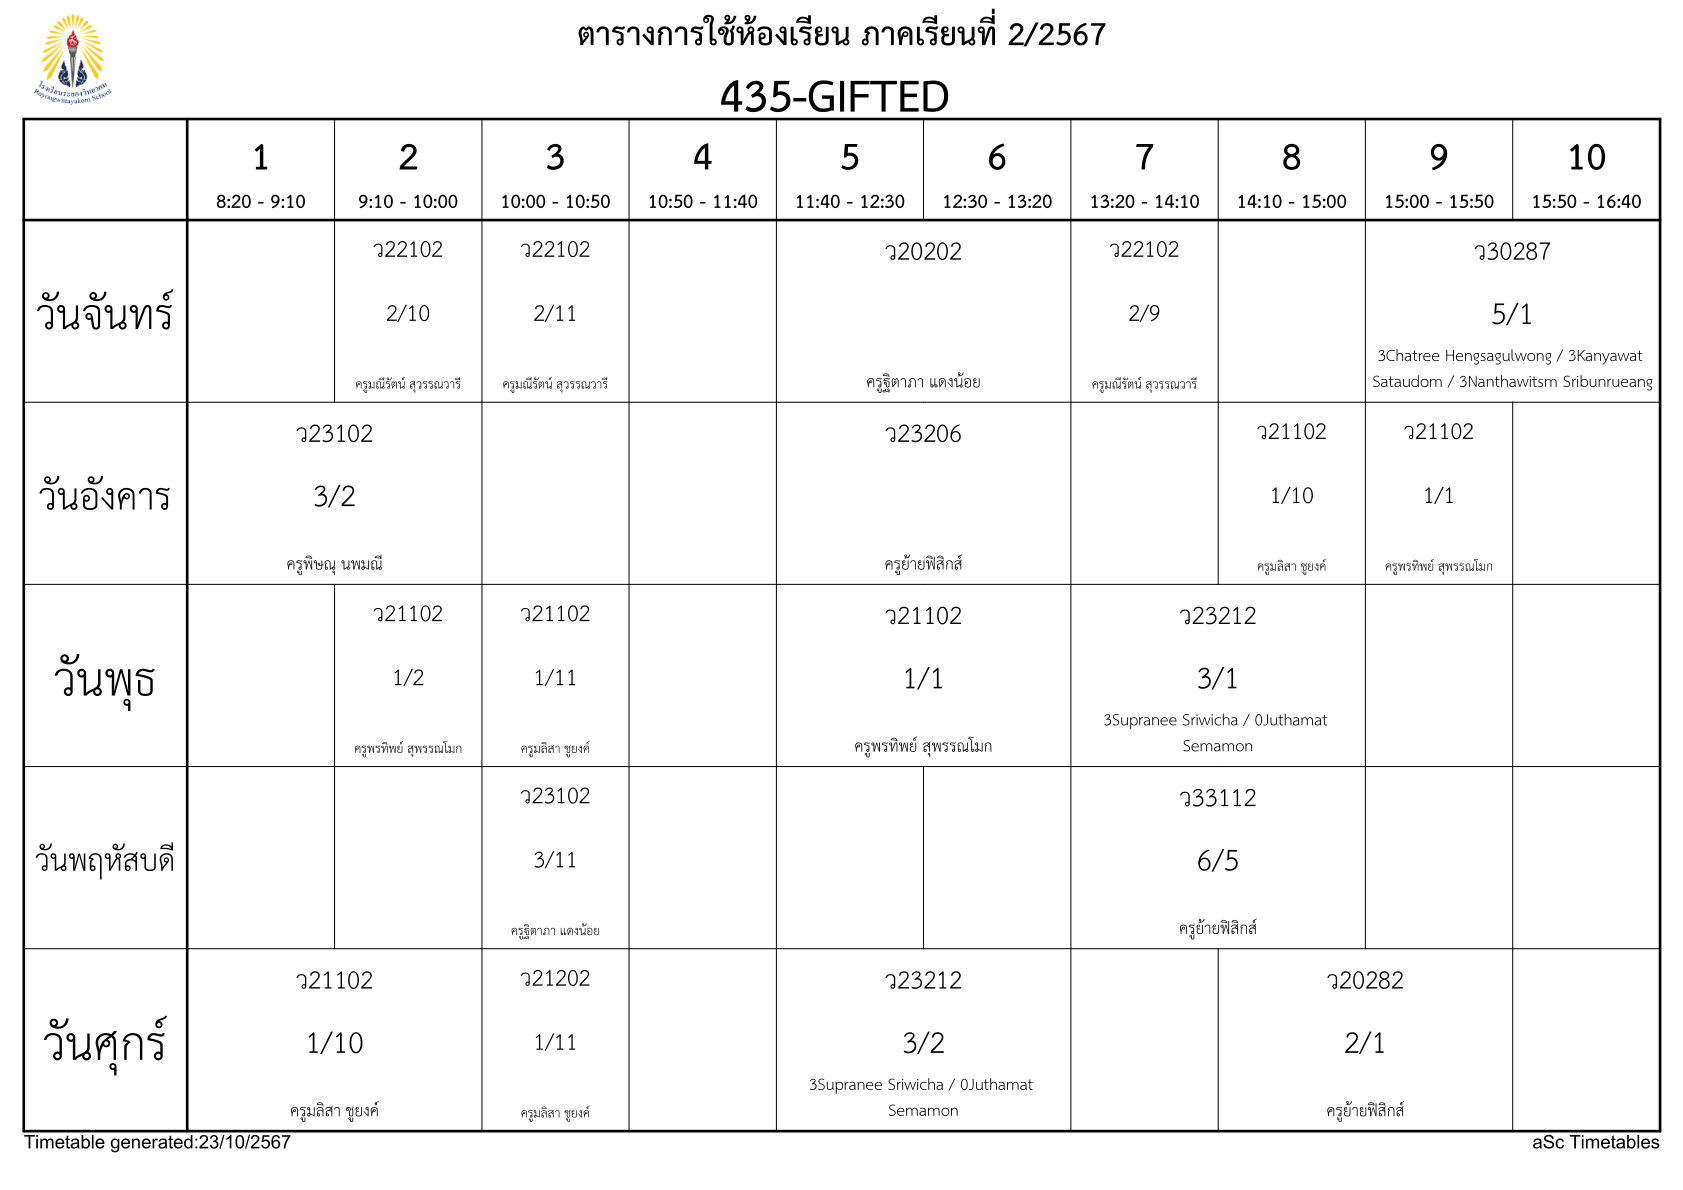 ตารางการใช้ห้องเรียน ภาคเรียนที่ 2/2567
โรงเรียนระยองวิทยาคม
Rayongwittayakom School
435-GIFTED
1 2 3 4 5 6 7 8 9 10
8:20 - 9:10 9:10 - 10:00 10:00 - 10:50 10:50 - 11:40 11:40 - 12:30 12:30 - 13:20 13:20 - 14:10 14:10 - 15:00 15:00 - 15:50 15:50 - 16:40
วันจันทร์
ว22102
2/10
ครูมณีรัตน์ สุวรรณวารี
ว22102
2/11
ครูมณีรัตน์ สุวรรณวารี
ว20202
ครูฐิตาภา แดงน้อย
ว22102
2/9
ครูมณีรัตน์ สุวรรณวารี
ว30287
5/1
3Chatree Hengsagulwong / 3Kanyawat
Sataudom / 3Nanthawitsm Sribunrueang
วันอังคาร
ว23102
3/2
ครูพิษณุ นพมณี
ว23206
ครูย้ายฟิสิกส์
ว21102
1/10
ครูมลิสา ชูยงค์
ว21102
1/1
ครูพรทิพย์ สุพรรณโมก
วันพุธ
ว21102
1/2
ครูพรทิพย์ สุพรรณโมก
ว21102
1/11
ครูมลิสา ชูยงค์
ว21102
1/1
ครูพรทิพย์ สุพรรณโมก
ว23212
3/1
3Supranee Sriwicha / 0Juthamat
Semamon
วันพฤหัสบดี
ว23102
3/11
ครูฐิตาภา แดงน้อย
ว33112
6/5
ครูย้ายฟิสิกส์
วันศุกร์
ว21102
1/10
ครูมลิสา ชูยงค์
ว21202
1/11
ครูมลิสา ชูยงค์
ว23212
3/2
3Supranee Sriwicha / 0Juthamat
Semamon
ว20282
2/1
ครูย้ายฟิสิกส์
Timetable generated:23/10/2567
aSc Timetables